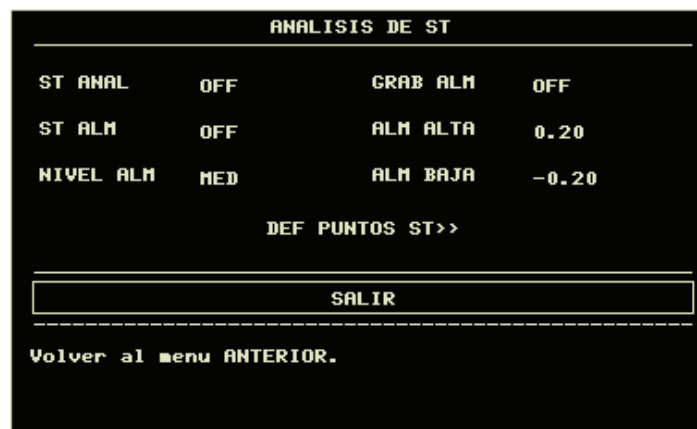 ANALISIS DE ST
ST ANAL OFF GRAB ALM OFF
ST ALM OFF ALM ALTA 0.20
NIVEL ALM MED ALM BAJA -0.20
DEF PUNTOS ST>>
SALIR
Volver al menu ANTERIOR.